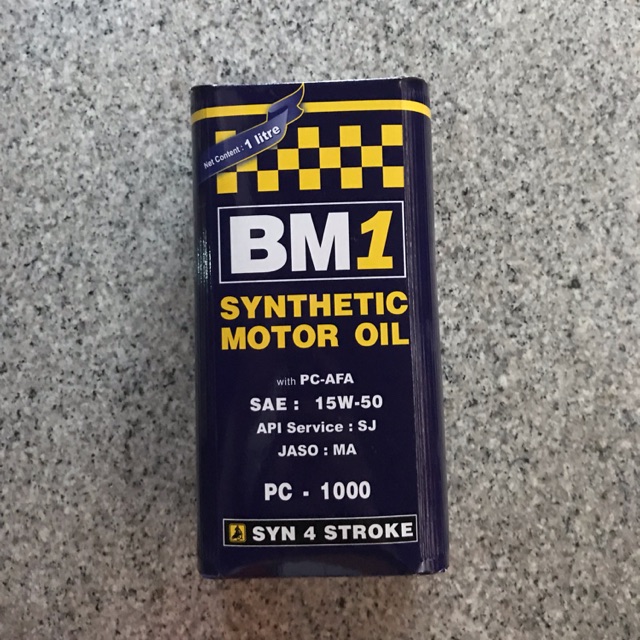 Net Content : 1 litre
BM1
SYNTHETIC
MOTOR OIL
with PC-AFA
SAE : 15W-50
API Service : SJ
JASO : MA
PC - 1000
SYN 4 STROKE